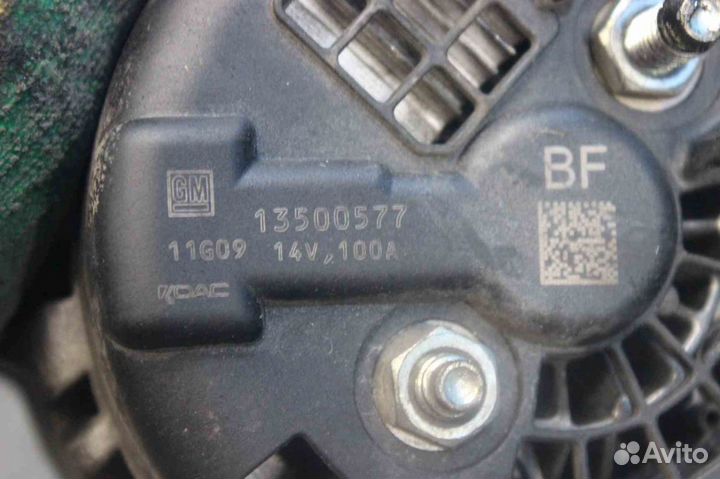 BF
GM
13500577
11G09 14V, 100A
KDAC
Avito